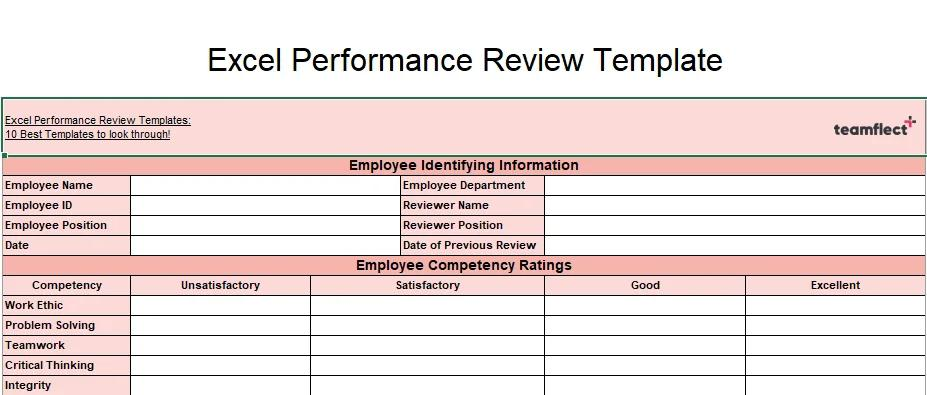 Excel Performance Review Template
Excel Performance Review Templates:
10 Best Templates to look through!
teamflect
Employee Identifying Information
Employee Name Employee Department
Employee ID Reviewer Name
Employee Position Reviewer Position
Date Date of Previous Review
Employee Competency Ratings
Competency Unsatisfactory Satisfactory Good Excellent
Work Ethic
Problem Solving
Teamwork
Critical Thinking
Integrity